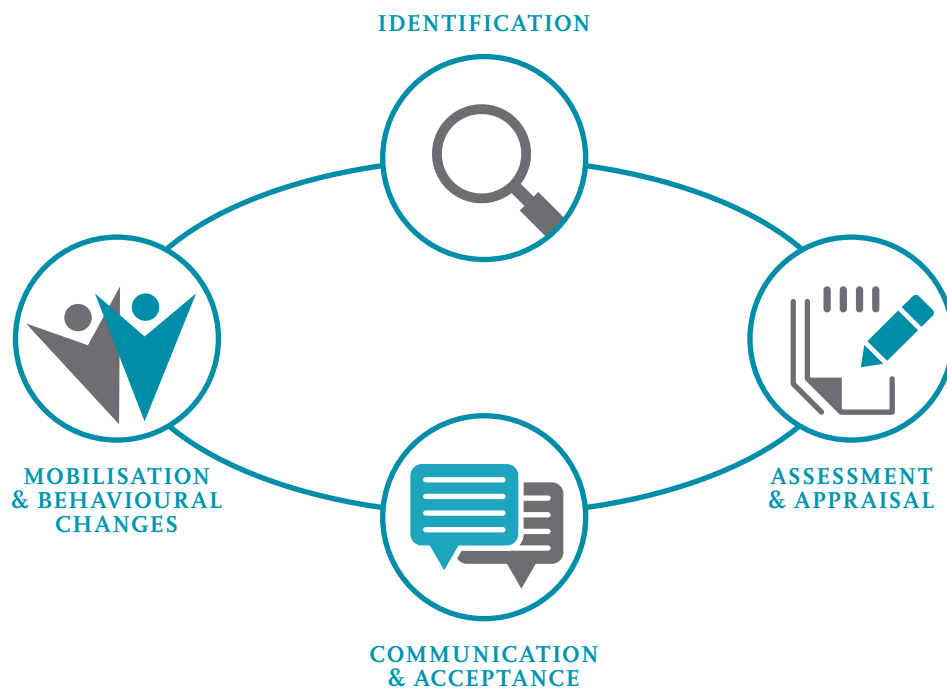 IDENTIFICATION
MOBILISATION
& BEHAVIOURAL
CHANGES
ASSESSMENT
& APPRAISAL
COMMUNICATION
& ACCEPTANCE